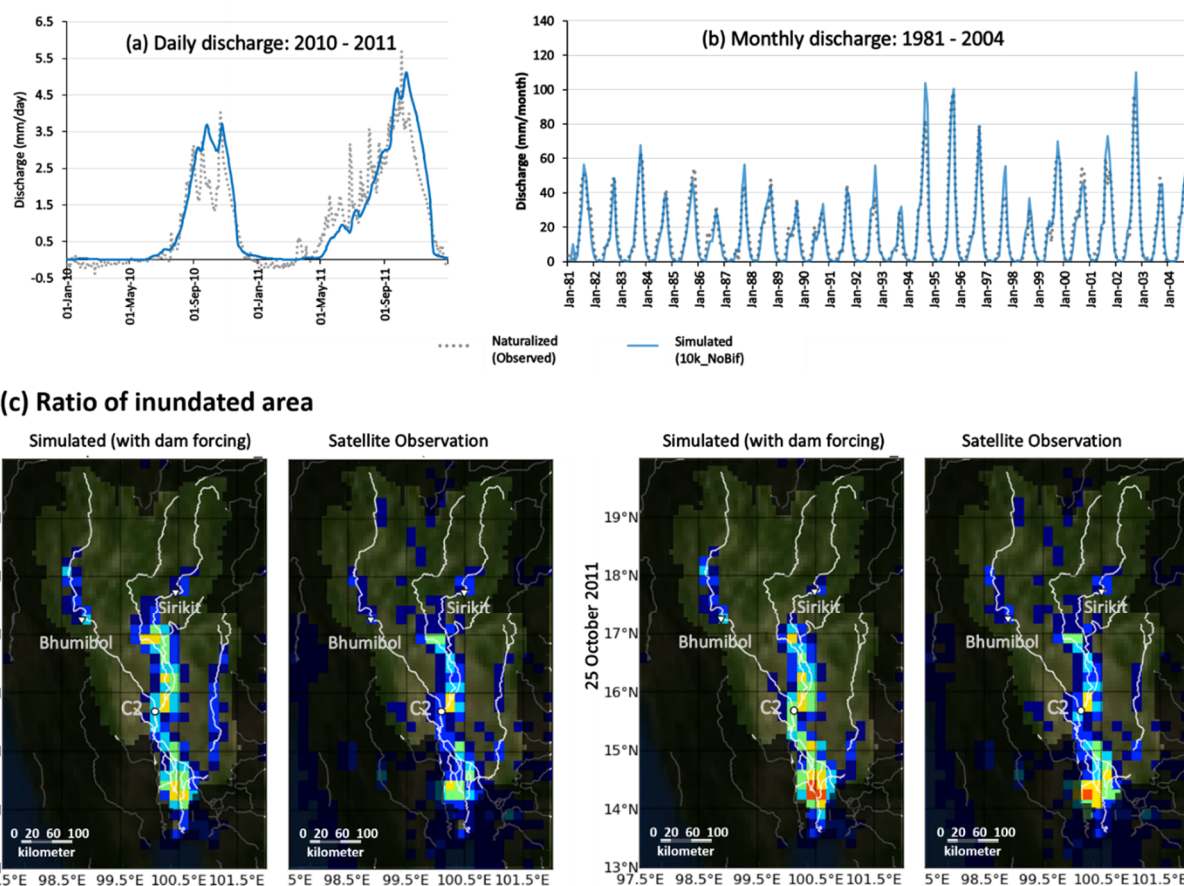 (a) Daily discharge: 2010 - 2011
Discharge (mm/day)
6.5
5.5
4.5
3.5
2.5
1.5
0.5
-0.5
01-Jan-10
01-May-10
01-Sep-10
01-Jan-11
01-May-11
01-Sep-11
(b) Monthly discharge: 1981 - 2004
Discharge (mm/month)
140
120
100
80
60
40
20
0
Jan-81
Jan-82
Jan-83
Jan-84
Jan-85
Jan-86
Jan-87
Jan-88
Jan-89
Jan-90
Jan-91
Jan-92
Jan-93
Jan-94
Jan-95
Jan-96
Jan-97
Jan-98
Jan-99
Jan-00
Jan-01
Jan-02
Jan-03
Jan-04
Naturalized
(Observed)
Simulated
(10k_NoBif)
(c) Ratio of inundated area
Simulated (with dam forcing)
Sirikit
Bhumibol
C2
0 20 60 100
kilometer
.5°E 98.5°E 99.5°E 100.5°E 101.5°E
Satellite Observation
Sirikit
Bhumibol
C2
0 20 60 100
kilometer
5°E 99.5°E 100.5°E 101.5°E
Simulated (with dam forcing)
25 October 2011
19°N
18°N
17°N
16°N
15°N
14°N
13°N
Sirikit
Bhumibol
C2
0 20 60 100
kilometer
97.5°E 98.5°E 99.5°E 100.5°E 101.5°E
Satellite Observation
Sirikit
Bhumibol
C2
0 20 60 100
kilometer
5°E 99.5°E 100.5°E 101.5°E